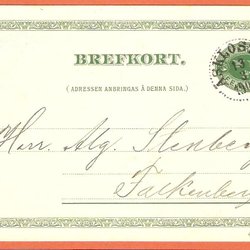 BREFKORT.
(ADRESSEN ANBRINGAS Å DENNA SIDA.)
Herr. Alg. Stenberg
Falkenberg